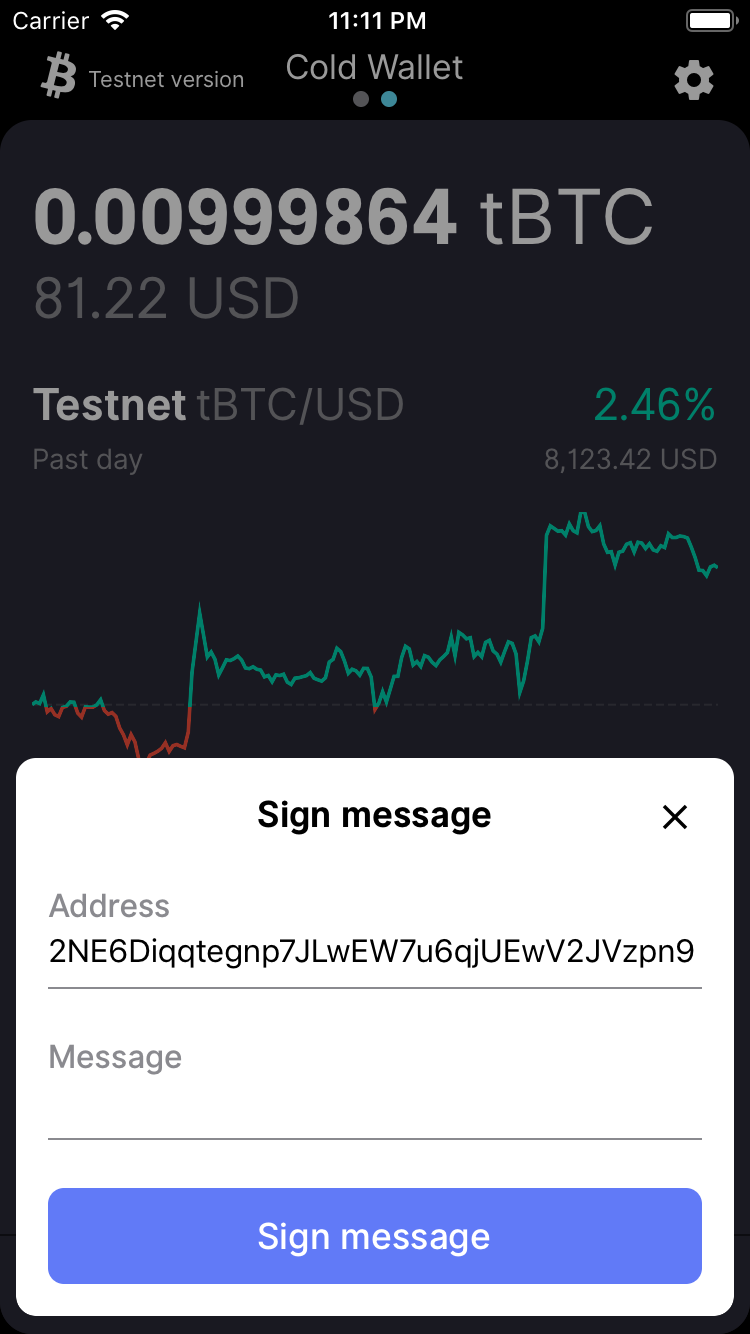 Carrier 11:11 PM
Testnet version Cold Wallet
0.00999864 tBTC
81.22 USD
Testnet tBTC/USD 2.46%
Past day 8,123.42 USD
Sign message
Address
2NE6Diqqtegnp7JLwEW7u6qjUEwV2JVzpn9
Message
Sign message